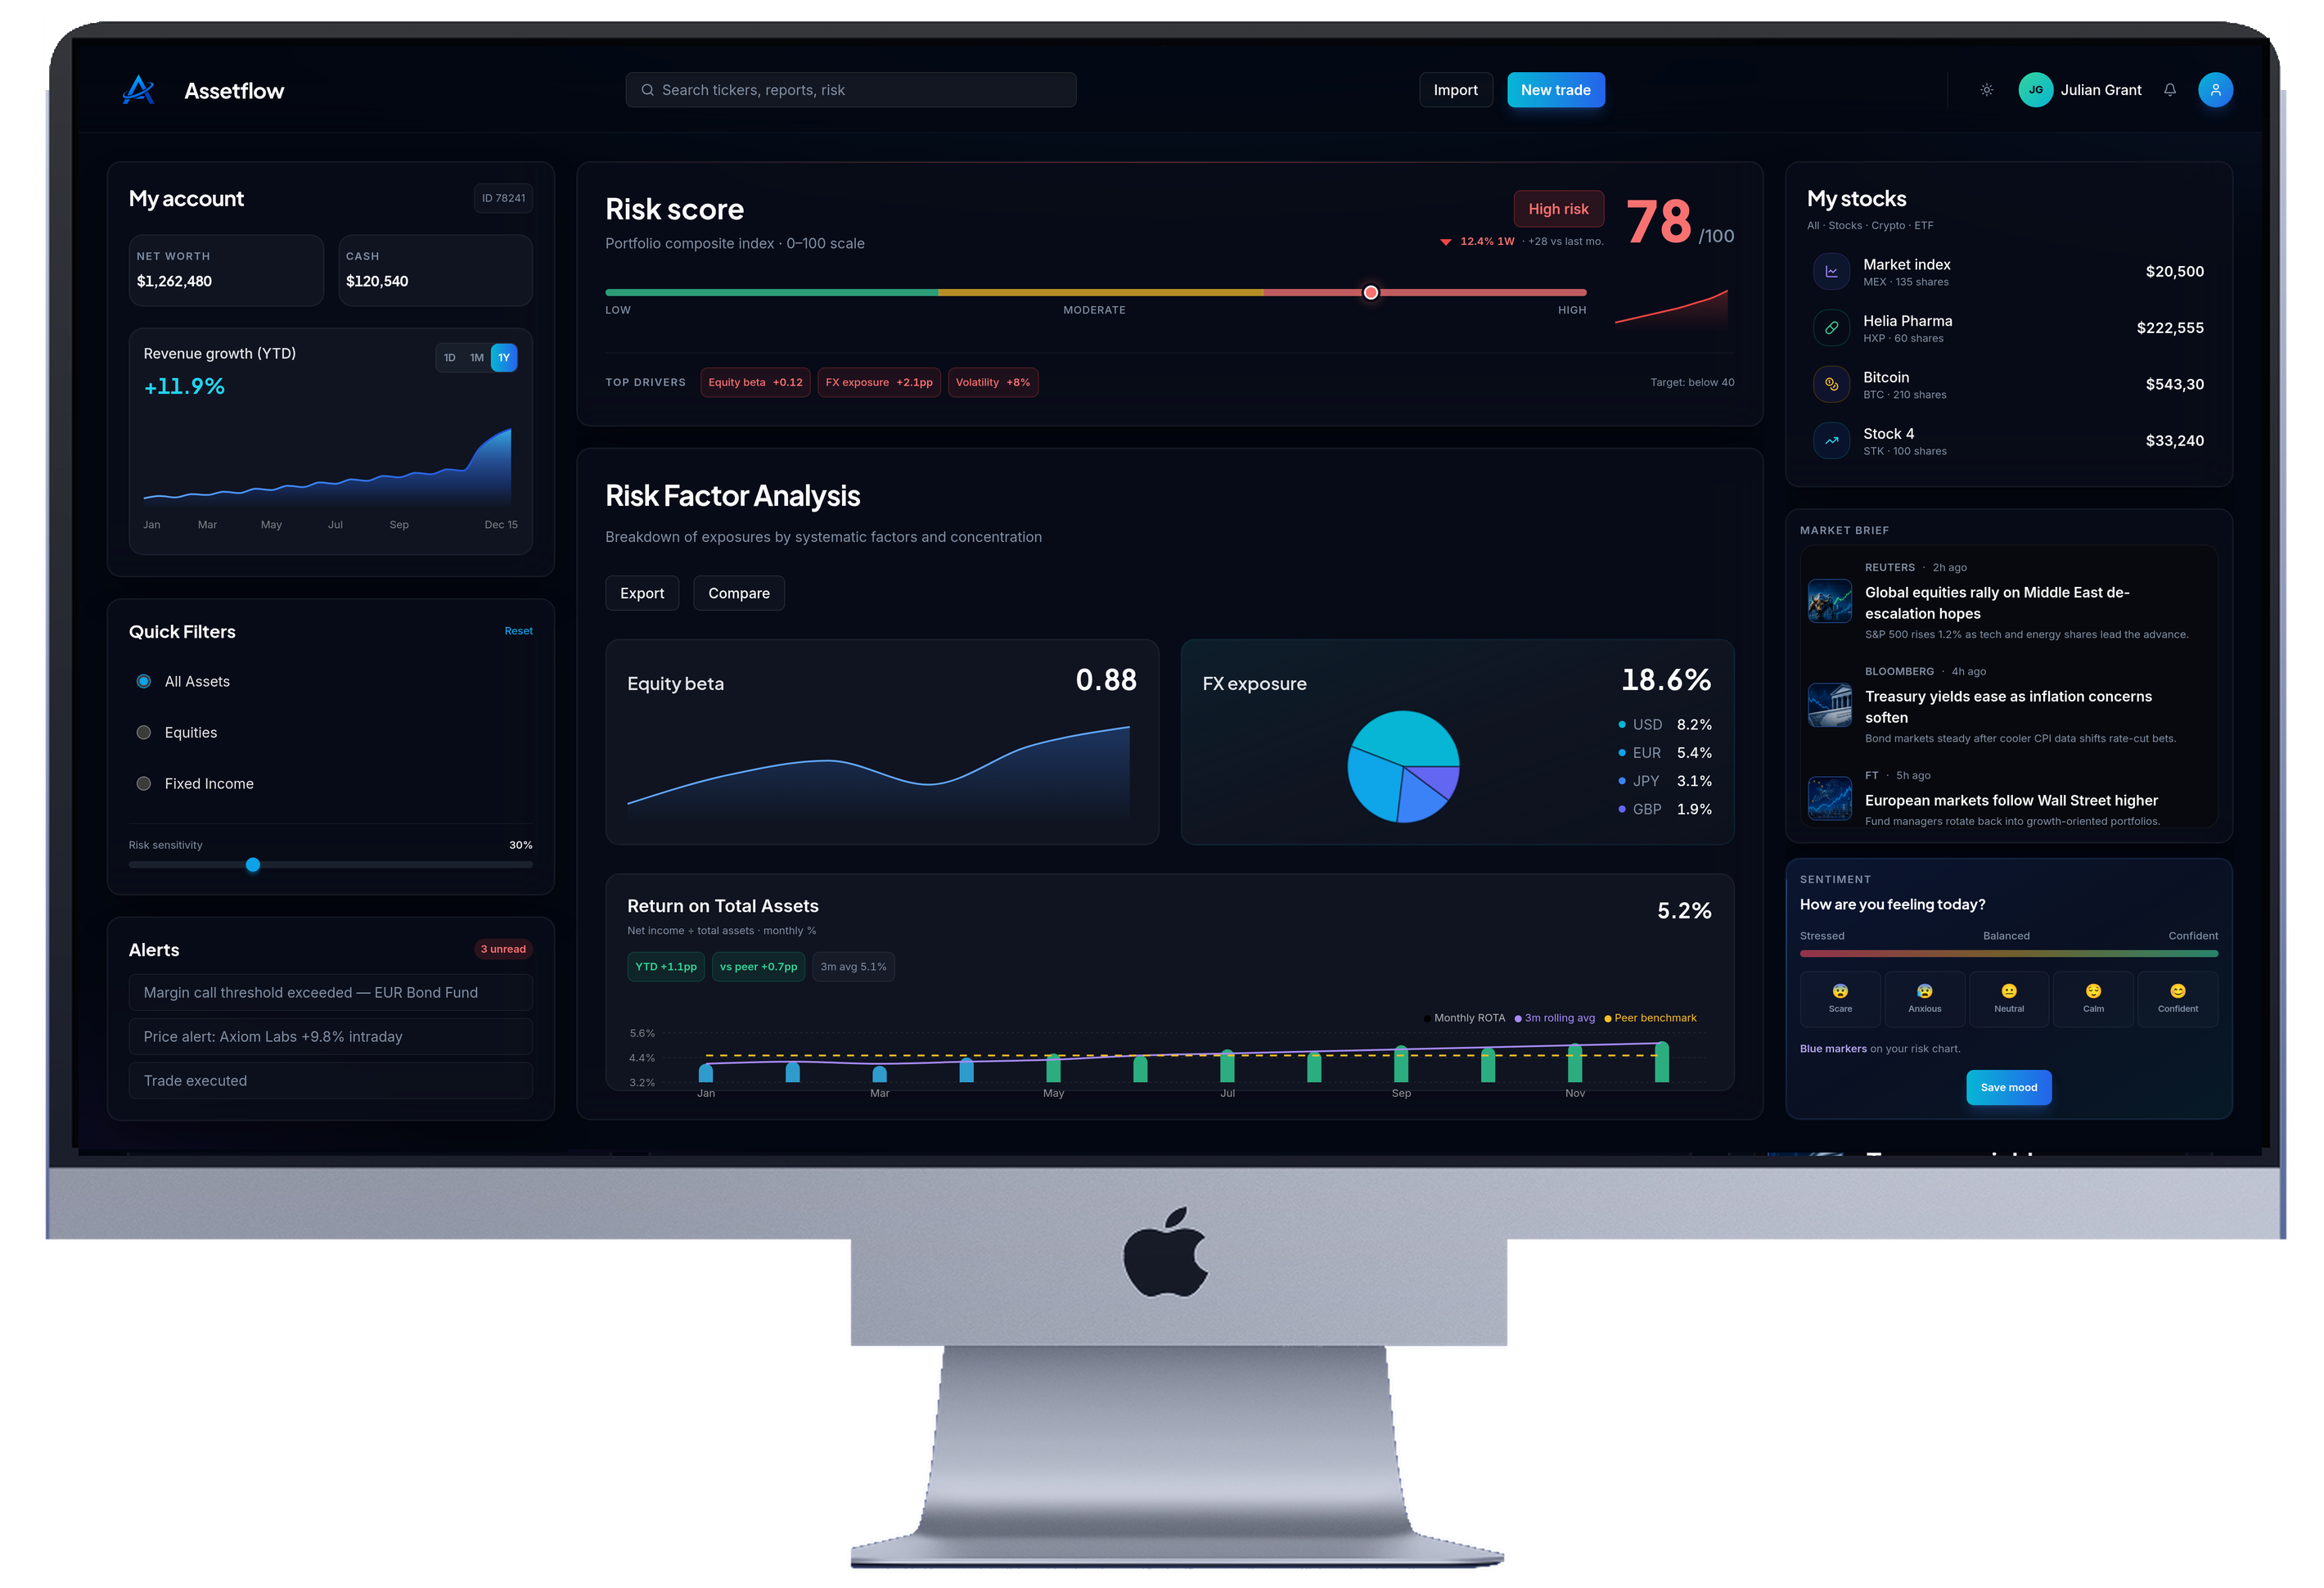 Assetflow
Search tickers, reports, risk
Import
New trade
JG
Julian Grant
My account
ID 78241
NET WORTH
$1,262,480
CASH
$120,540
Revenue growth (YTD)
1D 1M 1Y
+11.9%
Jan Mar May Jul Sep Dec 15
Quick Filters
Reset
All Assets
Equities
Fixed Income
Risk sensitivity
30%
Alerts
3 unread
Margin call threshold exceeded — EUR Bond Fund
Price alert: Axiom Labs +9.8% intraday
Trade executed
Risk score
Portfolio composite index · 0–100 scale
High risk
12.4% 1W · +28 vs last mo.
78 /100
LOW MODERATE HIGH
TOP DRIVERS
Equity beta +0.12
FX exposure +2.1pp
Volatility +8%
Target: below 40
Risk Factor Analysis
Breakdown of exposures by systematic factors and concentration
Export
Compare
Equity beta
0.88
FX exposure
18.6%
USD 8.2%
EUR 5.4%
JPY 3.1%
GBP 1.9%
Return on Total Assets
5.2%
Net income ÷ total assets · monthly %
YTD +1.1pp
vs peer +0.7pp
3m avg 5.1%
Monthly ROTA 3m rolling avg Peer benchmark
5.6%
4.4%
3.2%
Jan Mar May Jul Sep Nov
My stocks
All · Stocks · Crypto · ETF
Market index
MEX · 135 shares
$20,500
Helia Pharma
HXP · 60 shares
$222,555
Bitcoin
BTC · 210 shares
$543,30
Stock 4
STK · 100 shares
$33,240
MARKET BRIEF
REUTERS · 2h ago
Global equities rally on Middle East de-
escalation hopes
S&P 500 rises 1.2% as tech and energy shares lead the advance.
BLOOMBERG · 4h ago
Treasury yields ease as inflation concerns
soften
Bond markets steady after cooler CPI data shifts rate-cut bets.
FT · 5h ago
European markets follow Wall Street higher
Fund managers rotate back into growth-oriented portfolios.
SENTIMENT
How are you feeling today?
Stressed Balanced Confident
Scare
Anxious
Neutral
Calm
Confident
Blue markers on your risk chart.
Save mood